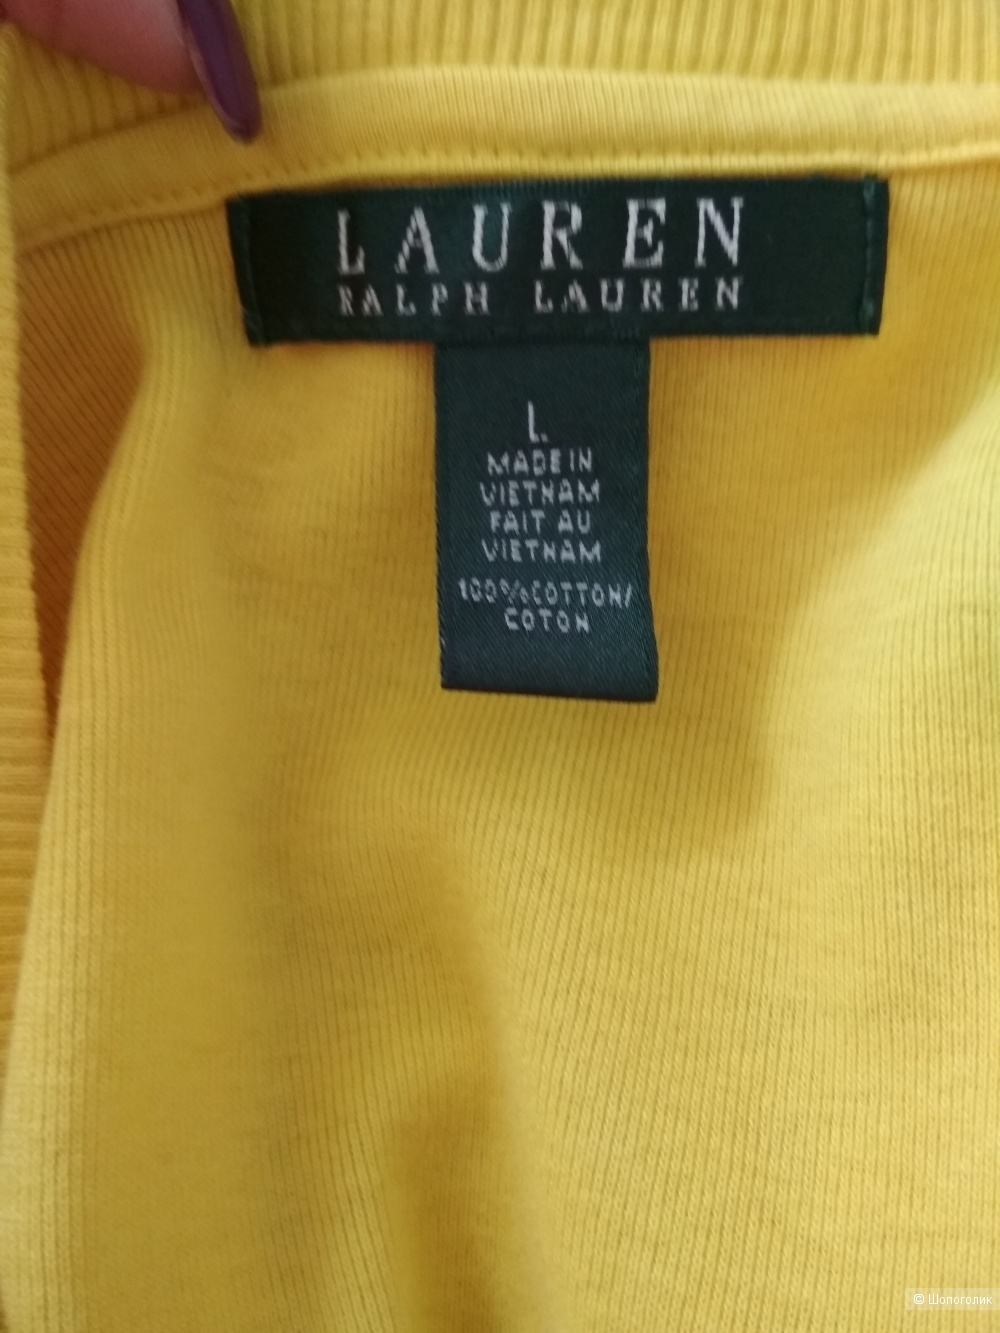 LAUREN
RALPH LAUREN
L
MADE IN
VIETNAM
FAIT AU
VIETNAM
100% COTTON/
COTON
© Шопоголик